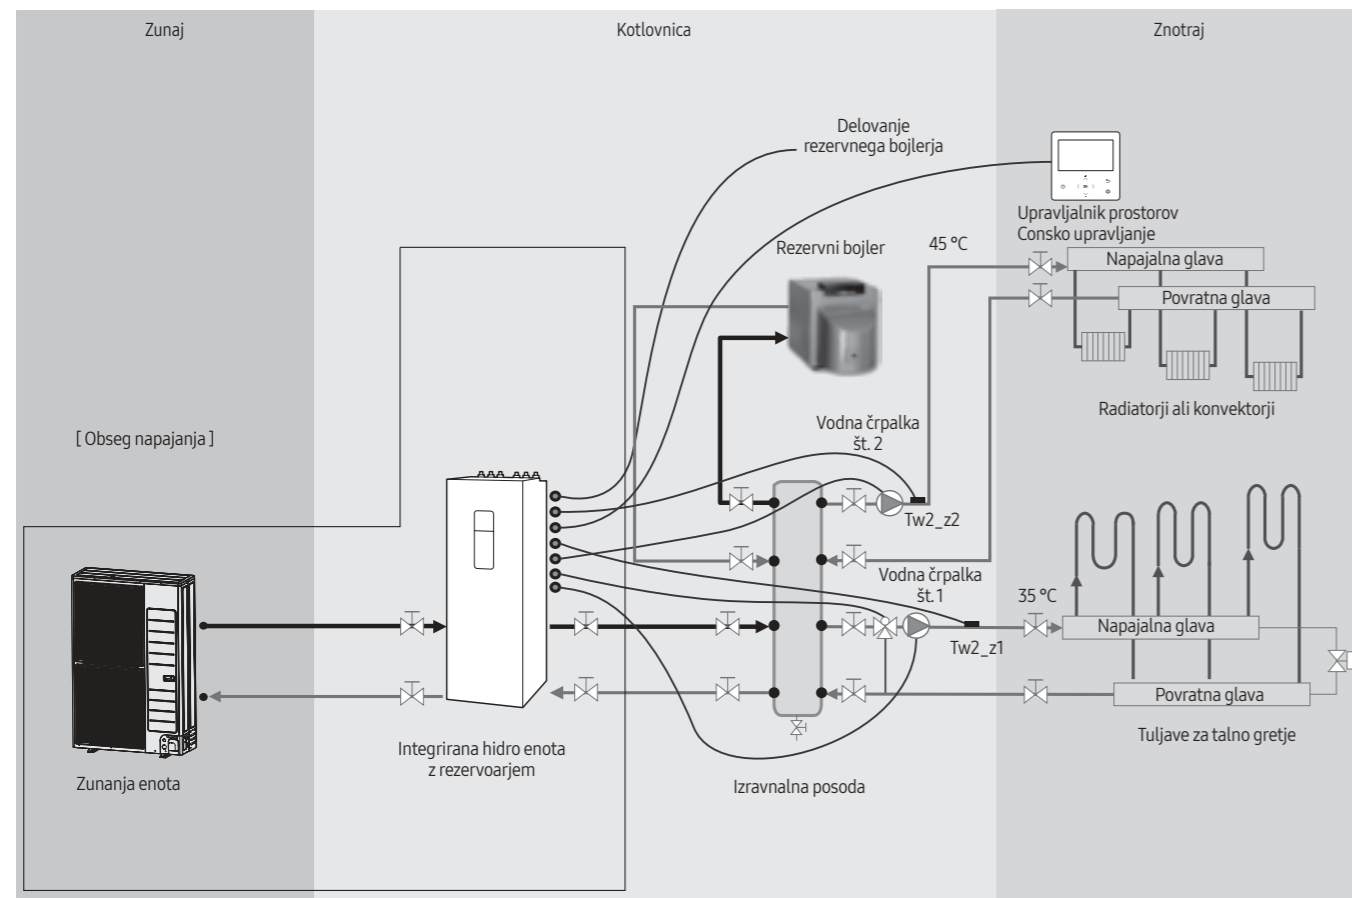 Zunaj
Kotlovnica
Znotraj
Delovanje
rezervnega bojlerja
Upravljalnik prostorov
Consko upravljanje
Rezervni bojler
45 °C
Napajalna glava
Povratna glava
Radiatorji ali konvektorji
[ Obseg napajanja ]
Vodna črpalka
št. 2
Tw2_z2
Vodna črpalka
št. 1
35 °C
Napajalna glava
Tw2_z1
Povratna glava
Tuljave za talno gretje
Integrirana hidro enota
z rezervoarjem
Zunanja enota
Izravnalna posoda